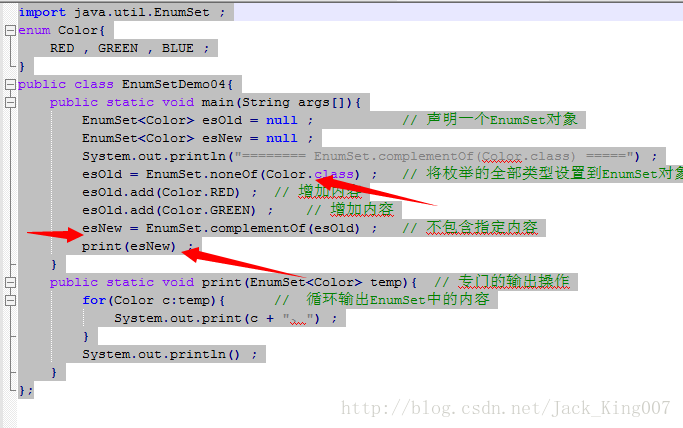 import java.util.EnumSet ;
enum Color{
    RED , GREEN , BLUE ;
}
public class EnumSetDemo04{
    public static void main(String args[]){
        EnumSet<Color> esOld = null ;            // 声明一个EnumSet对象
        EnumSet<Color> esNew = null ;
        System.out.println("======== EnumSet.complementOf(Color.class) =====") ;
        esOld = EnumSet.noneOf(Color.class) ;    // 将枚举的全部类型设置到EnumSet对象
        esOld.add(Color.RED) ;  // 增加内容
        esOld.add(Color.GREEN) ;    // 增加内容
        esNew = EnumSet.complementOf(esOld) ;    // 不包含指定内容
        print(esNew) ;
    }
    public static void print(EnumSet<Color> temp){  // 专门的输出操作
        for(Color c:temp){      //  循环输出EnumSet中的内容
            System.out.print(c + "、") ;
        }
        System.out.println() ;
    }
};
http://blog.csdn.net/Jack_King007